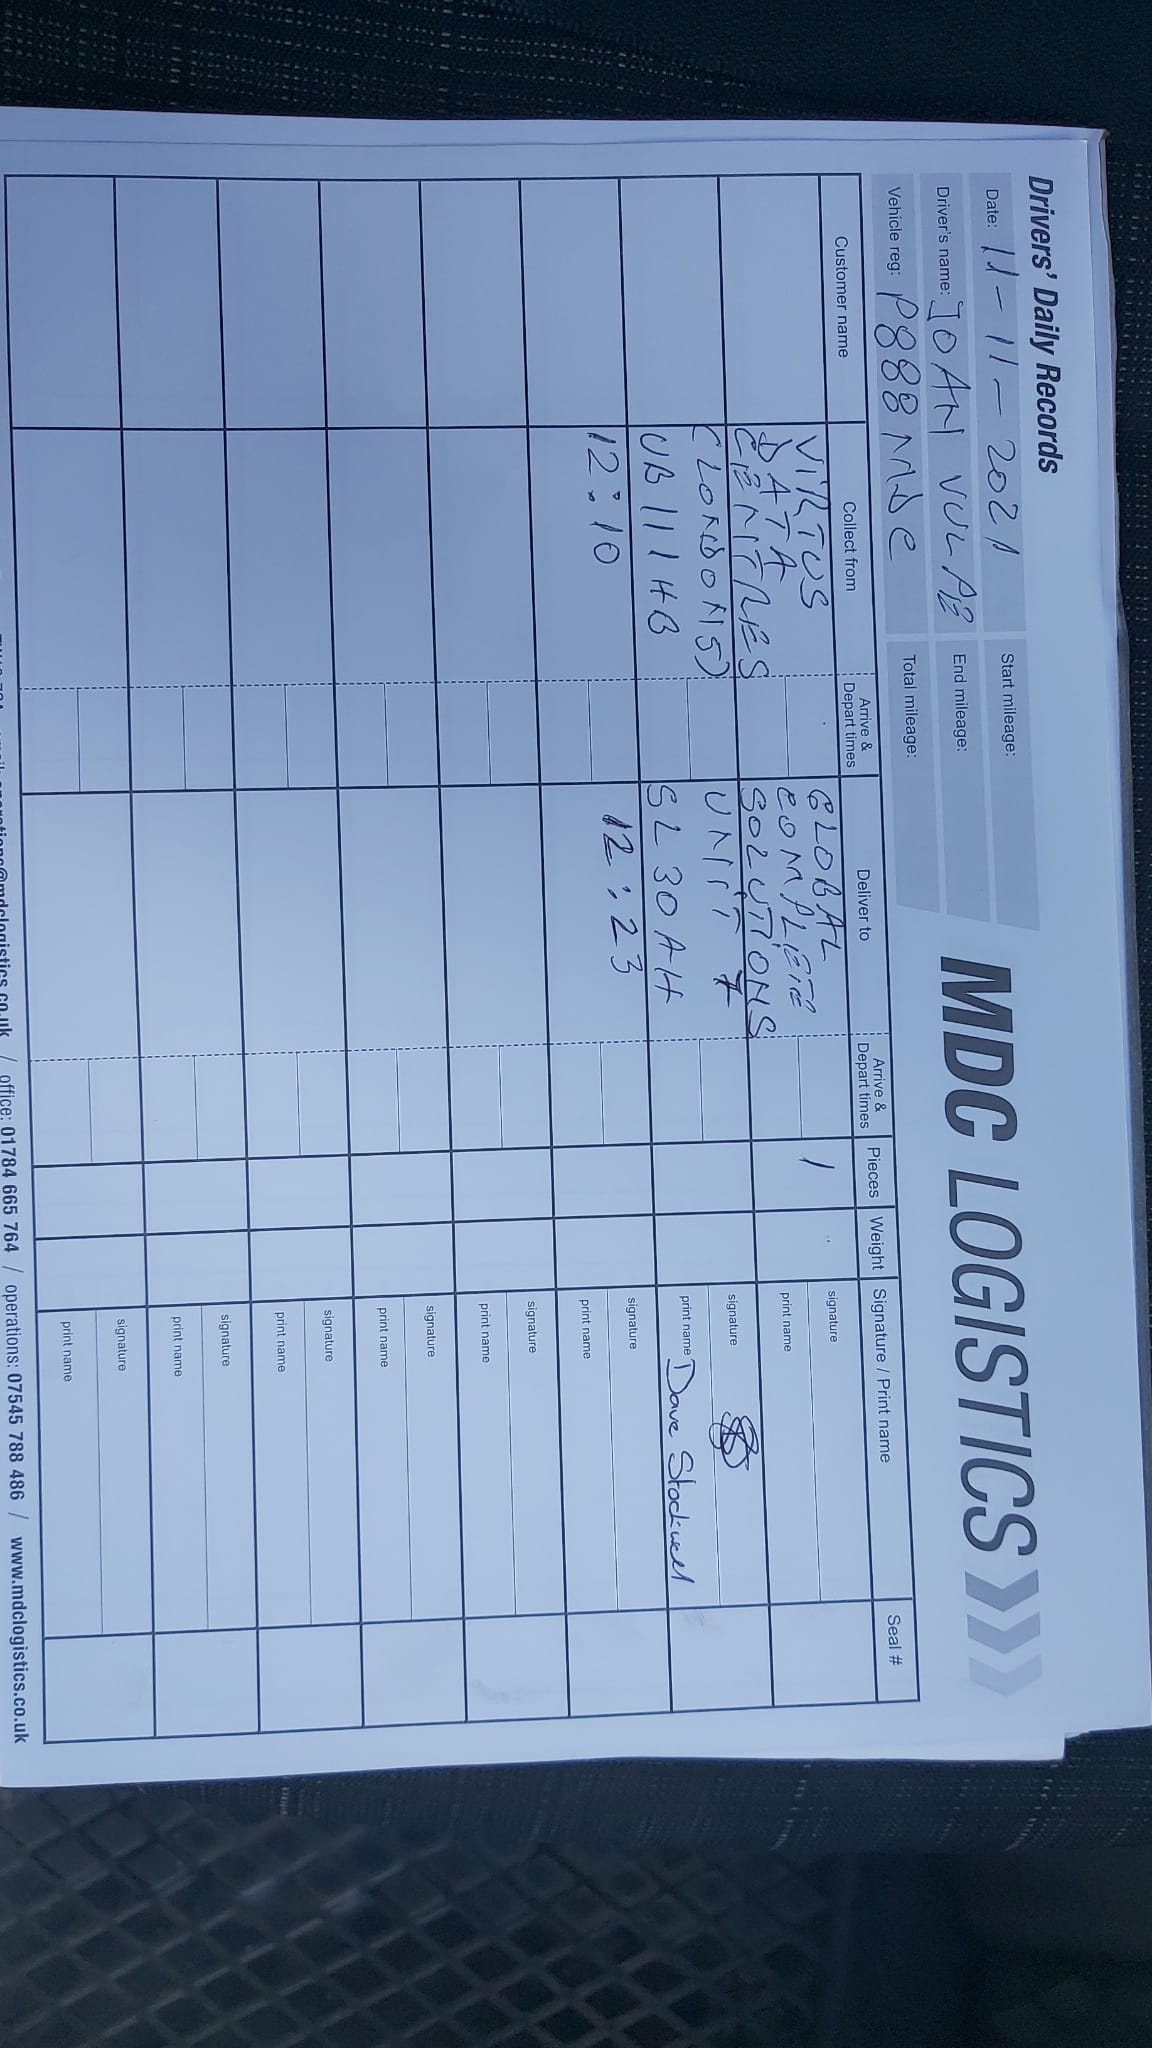 Drivers' Daily Records
MDC LOGISTICS
Date: 11-11-2021
Start mileage:
Driver's name: JOAN VULPE
End mileage:
Vehicle reg: P888 MDC
Total mileage:
Customer name Collect from Arrive & Depart times Deliver to Arrive & Depart times Pieces Weight Signature / Print name Seal #
VIRTUS
DATA
CENTRES
(LONDON5)
UB11 1HB
12:10
GLOBAL
COMPLETE
SOLUTIONS
UNIT 7
SL3 0AH
12:23
1
signature
print name
signature
print name Dave Stockwell
signature
print name
signature
print name
signature
print name
signature
print name
signature
print name
signature
print name
operations@mdclogistics.co.uk / office: 01784 665 764 / operations: 07545 788 486 / www.mdclogistics.co.uk